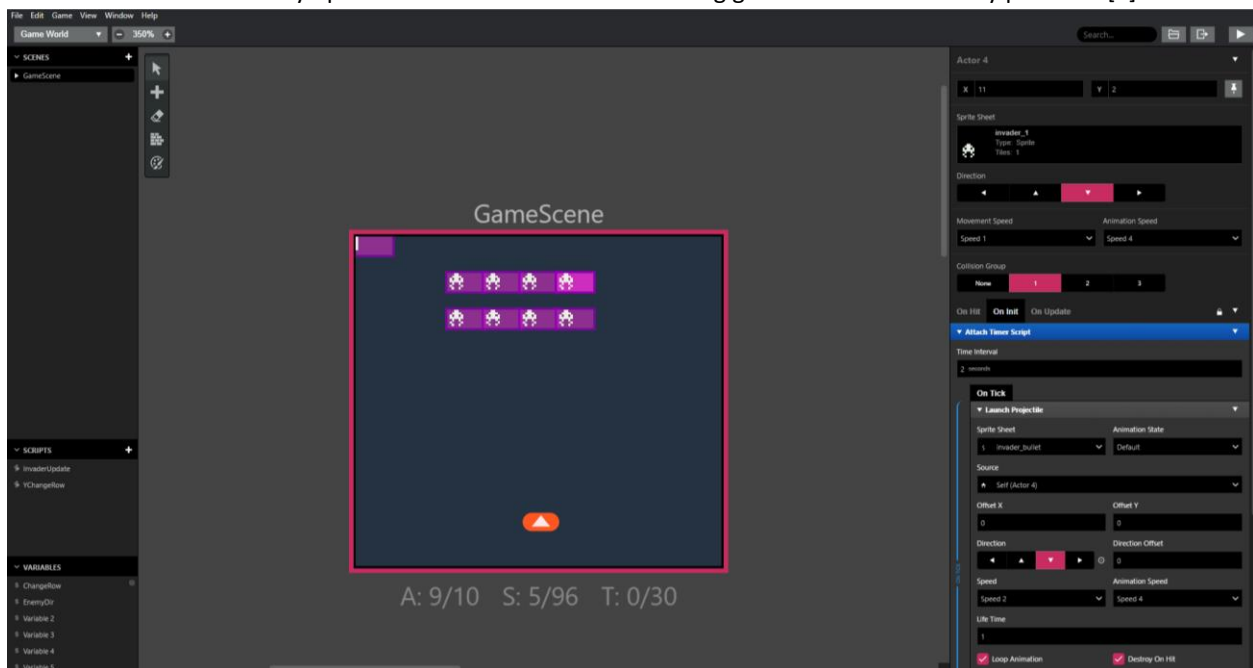 File Edit Game View Window Help
Game World 350%
Search...
SCENES
GameScene
SCRIPTS
InvaderUpdate
YChangeRow
VARIABLES
ChangeRow
EnemyDir
Variable 2
Variable 3
Variable 4
Variable 5
GameScene
A: 9/10 S: 5/96 T: 0/30
Actor 4
X 11 Y 2
Sprite Sheet
invader_1
Type: Sprite
Tiles: 1
Direction
Movement Speed Animation Speed
Speed 1 Speed 4
Collision Group
None 1 2 3
On Hit On Init On Update
Attach Timer Script
Time Interval
2 seconds
On Tick
Launch Projectile
Sprite Sheet Animation State
invader_bullet Default
Source
Self (Actor 4)
Offset X Offset Y
0 0
Direction Direction Offset
0
Speed Animation Speed
Speed 2 Speed 4
Life Time
1
Loop Animation Destroy On Hit